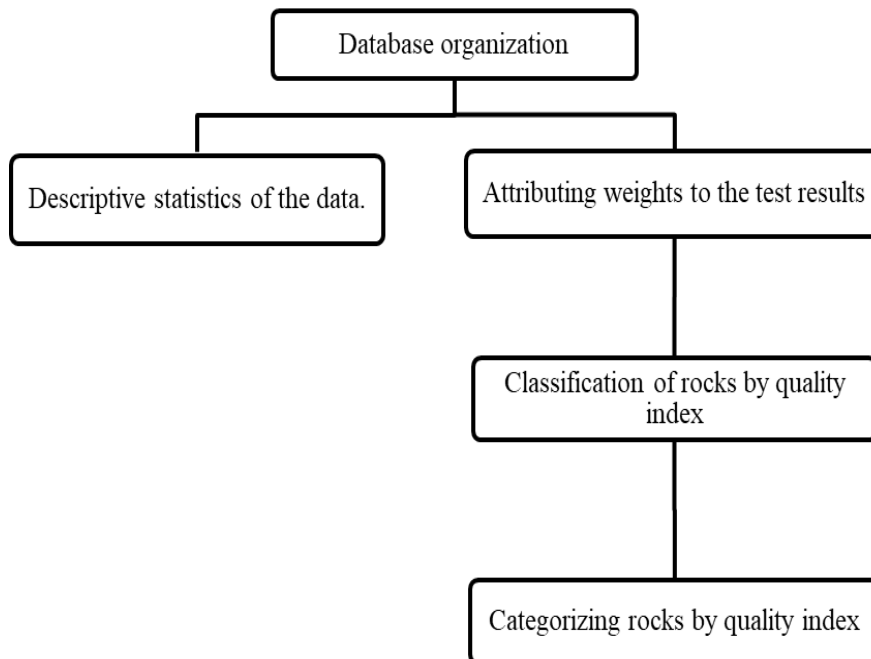 Database organization
Descriptive statistics of the data.
Attributing weights to the test results
Classification of rocks by quality
index
Categorizing rocks by quality index